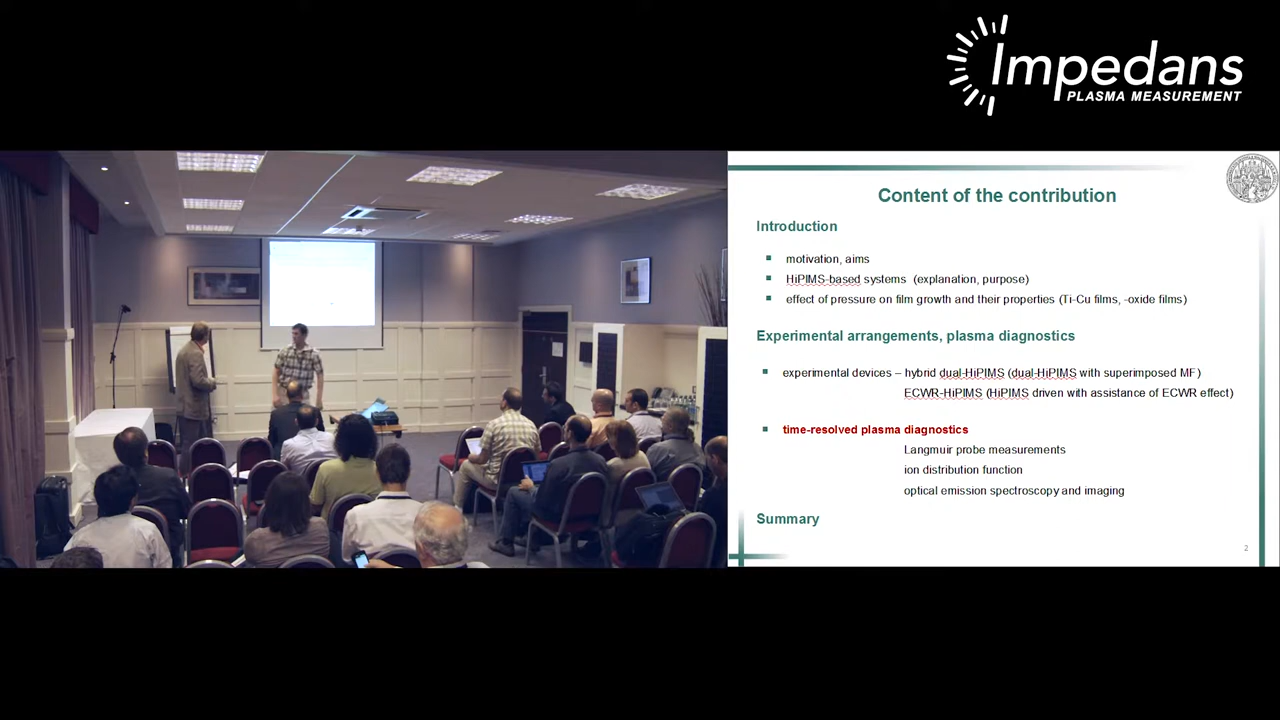 Impedans
PLASMA MEASUREMENT
Content of the contribution
Introduction
motivation, aims
HiPIMS-based systems (explanation, purpose)
effect of pressure on film growth and their properties (Ti-Cu films, -oxide films)
Experimental arrangements, plasma diagnostics
experimental devices – hybrid dual-HiPIMS (dual-HiPIMS with superimposed MF)
ECWR-HiPIMS (HiPIMS driven with assistance of ECWR effect)
time-resolved plasma diagnostics
Langmuir probe measurements
ion distribution function
optical emission spectroscopy and imaging
Summary
2